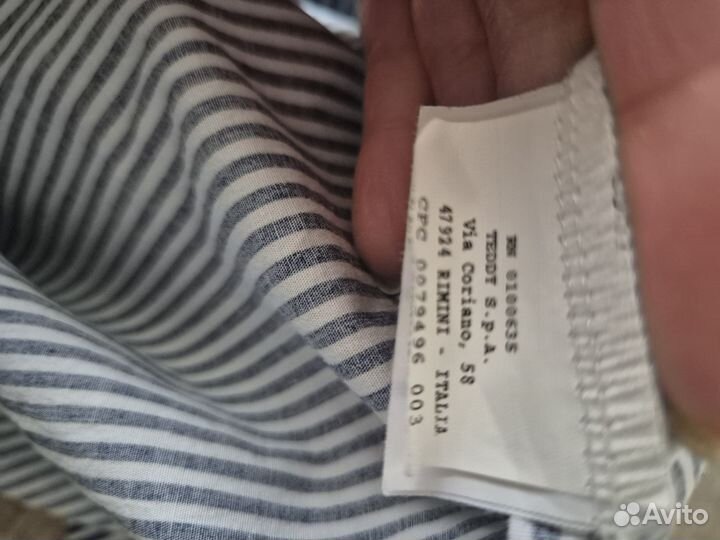 RN 0100635
TEDDY S.p.A.
Via Coriano, 58
47924 RIMINI - ITALIA
CPC 0079496 003
Avito